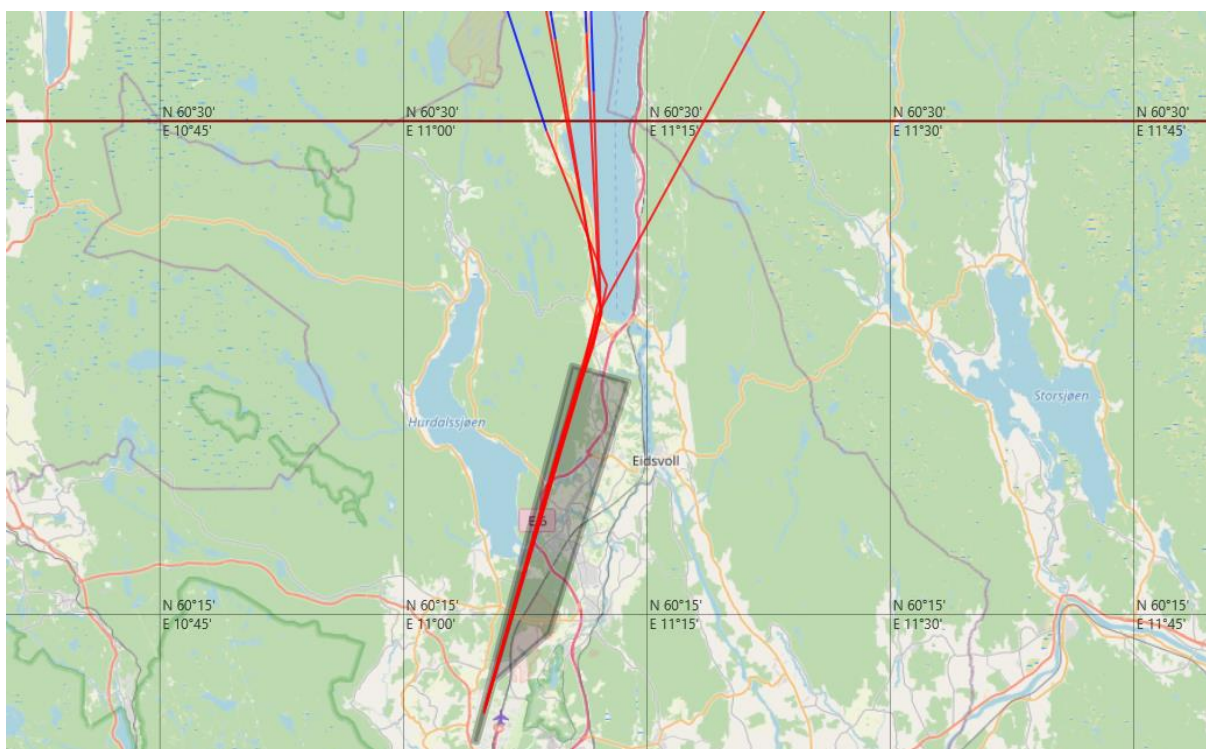 N 60°30' N 60°30' N 60°30' N 60°30' N 60°30'
E 10°45' E 11°00' E 11°15' E 11°30' E 11°45'
Storsjøen
Hurdalssjøen
Eidsvoll
E 6
N 60°15' N 60°15' N 60°15' N 60°15' N 60°15'
E 10°45' E 11°00' E 11°15' E 11°30' E 11°45'